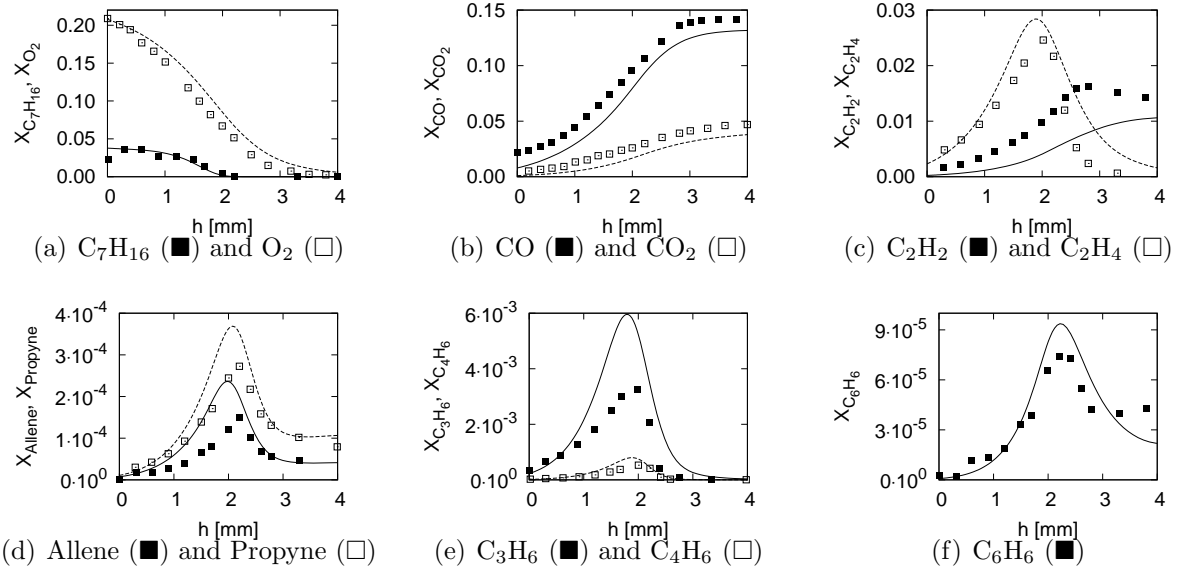 0.20
0.15
0.10
0.05
0.00
X_C₇H₁₆, X_O₂
0 1 2 3 4
h [mm]
(a) C₇H₁₆ (■) and O₂ (□)
0.15
0.10
0.05
0.00
X_CO, X_CO₂
0 1 2 3 4
h [mm]
(b) CO (■) and CO₂ (□)
0.03
0.02
0.01
0.00
X_C₂H₂, X_C₂H₄
0 1 2 3 4
h [mm]
(c) C₂H₂ (■) and C₂H₄ (□)
4·10⁻⁴
3·10⁻⁴
2·10⁻⁴
1·10⁻⁴
0·10⁰
X_Allene, X_Propyne
0 1 2 3 4
h [mm]
(d) Allene (■) and Propyne (□)
6·10⁻³
4·10⁻³
2·10⁻³
0·10⁰
X_C₃H₆, X_C₄H₆
0 1 2 3 4
h [mm]
(e) C₃H₆ (■) and C₄H₆ (□)
9·10⁻⁵
6·10⁻⁵
3·10⁻⁵
0·10⁰
X_C₆H₆
0 1 2 3 4
h [mm]
(f) C₆H₆ (■)